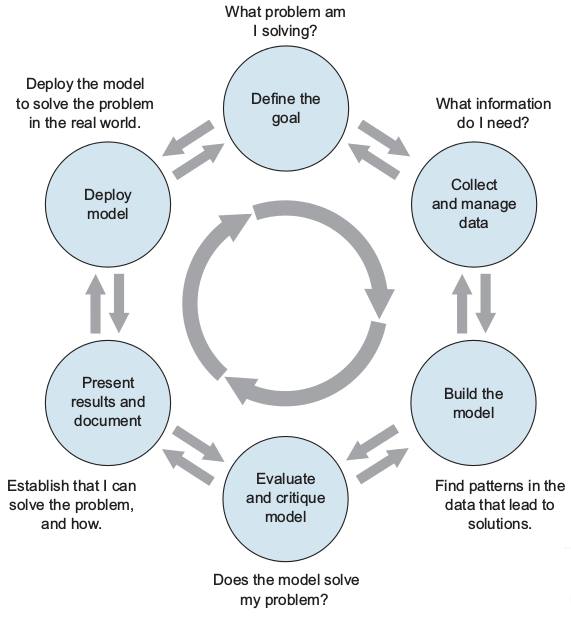 What problem am
I solving?
Define the
goal
What information
do I need?
Collect
and manage
data
Build the
model
Find patterns in the
data that lead to
solutions.
Evaluate
and critique
model
Does the model solve
my problem?
Present
results and
document
Establish that I can
solve the problem,
and how.
Deploy
model
Deploy the model
to solve the problem
in the real world.